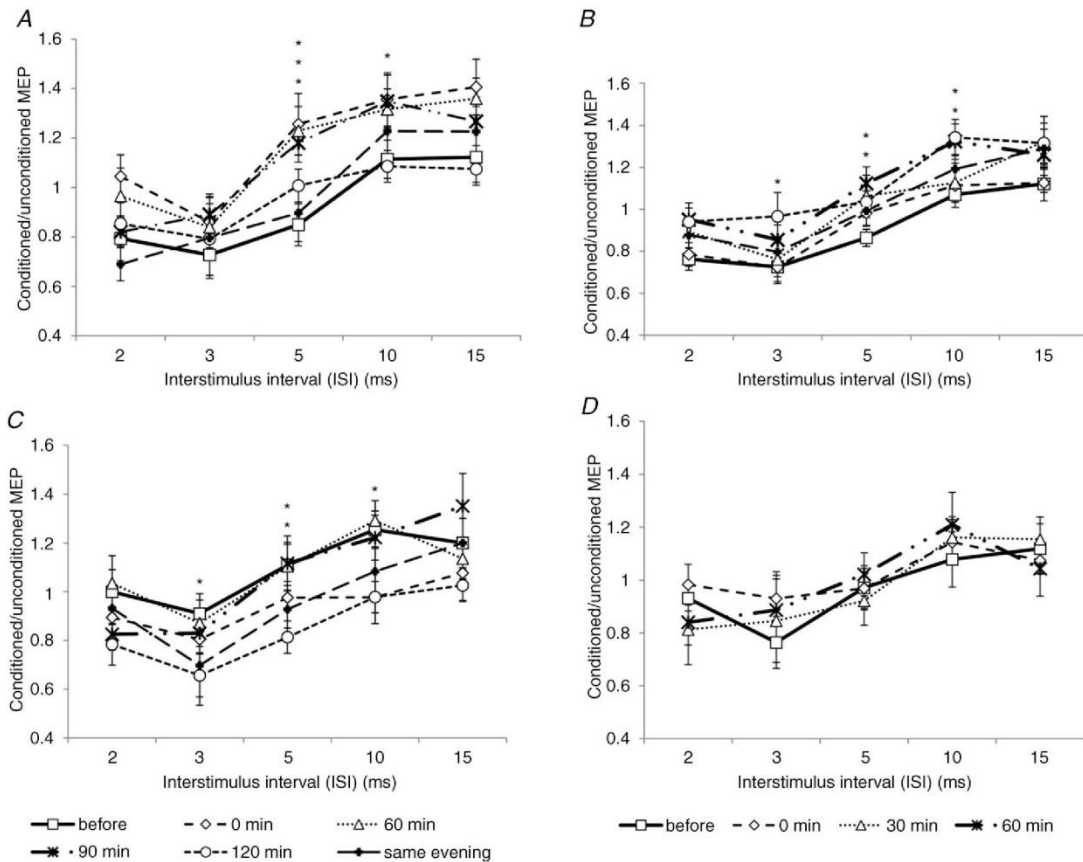 A
Conditioned/unconditioned MEP
1.6
1.4
1.2
1
0.8
0.6
0.4
*
*
*
*
2 3 5 10 15
Interstimulus interval (ISI) (ms)
B
Conditioned/unconditioned MEP
1.6
1.4
1.2
1
0.8
0.6
0.4
*
*
*
*
*
2 3 5 10 15
Interstimulus interval (ISI) (ms)
C
Conditioned/unconditioned MEP
1.6
1.4
1.2
1
0.8
0.6
0.4
*
*
*
*
2 3 5 10 15
Interstimulus interval (ISI) (ms)
before 0 min 60 min
90 min 120 min same evening
D
Conditioned/unconditioned MEP
1.6
1.4
1.2
1
0.8
0.6
0.4
2 3 5 10 15
Interstimulus interval (ISI) (ms)
before 0 min 30 min 60 min